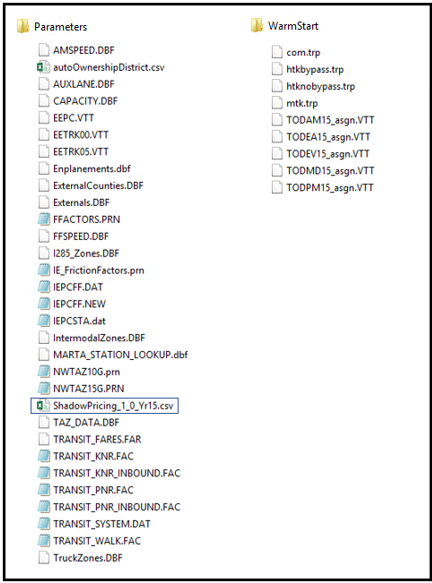 Parameters
AMSPEED.DBF
autoOwnershipDistrict.csv
AUXLANE.DBF
CAPACITY.DBF
EEPC.VTT
EETRK00.VTT
EETRK05.VTT
Enplanements.dbf
ExternalCounties.DBF
Externals.DBF
FFACTORS.PRN
FFSPEED.DBF
I285_Zones.DBF
IE_FrictionFactors.prn
IEPCFF.DAT
IEPCFF.NEW
IEPCSTA.dat
IntermodalZones.DBF
MARTA_STATION_LOOKUP.dbf
NWTAZ10G.prn
NWTAZ15G.PRN
ShadowPricing_1_0_Yr15.csv
TAZ_DATA.DBF
TRANSIT_FARES.FAR
TRANSIT_KNR.FAC
TRANSIT_KNR_INBOUND.FAC
TRANSIT_PNR.FAC
TRANSIT_PNR_INBOUND.FAC
TRANSIT_SYSTEM.DAT
TRANSIT_WALK.FAC
TruckZones.DBF
WarmStart
com.trp
htkbypass.trp
htknobypass.trp
mtk.trp
TODAM15_asgn.VTT
TODEA15_asgn.VTT
TODEV15_asgn.VTT
TODMD15_asgn.VTT
TODPM15_asgn.VTT